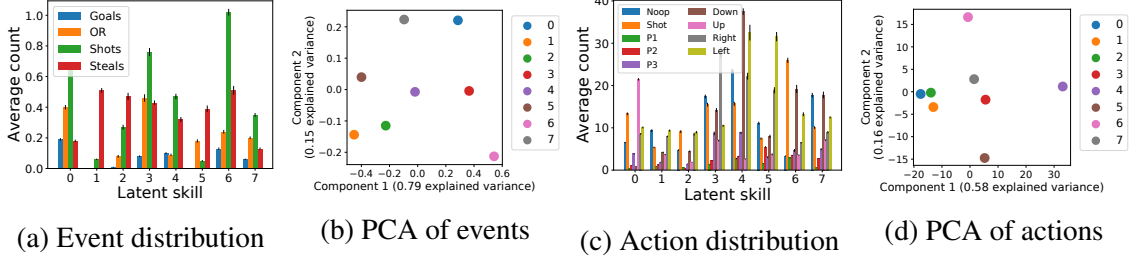 Goals
OR
Shots
Steals
Average count
1.0
0.8
0.6
0.4
0.2
0.0
0 1 2 3 4 5 6 7
Latent skill
(a) Event distribution
Component 2
(0.15 explained variance)
0.2
0.1
0.0
−0.1
−0.2
−0.4 −0.2 0.0 0.2 0.4
Component 1 (0.79 explained variance)
0
1
2
3
4
5
6
7
(b) PCA of events
Noop
Shot
P1
P2
P3
Down
Up
Right
Left
Average count
40
30
20
10
0
0 1 2 3 4 5 6 7
Latent skill
(c) Action distribution
Component 2
(0.16 explained variance)
15
10
5
0
−5
−10
−15
−20 −10 0 10 20 30
Component 1 (0.58 explained variance)
0
1
2
3
4
5
6
7
(d) PCA of actions